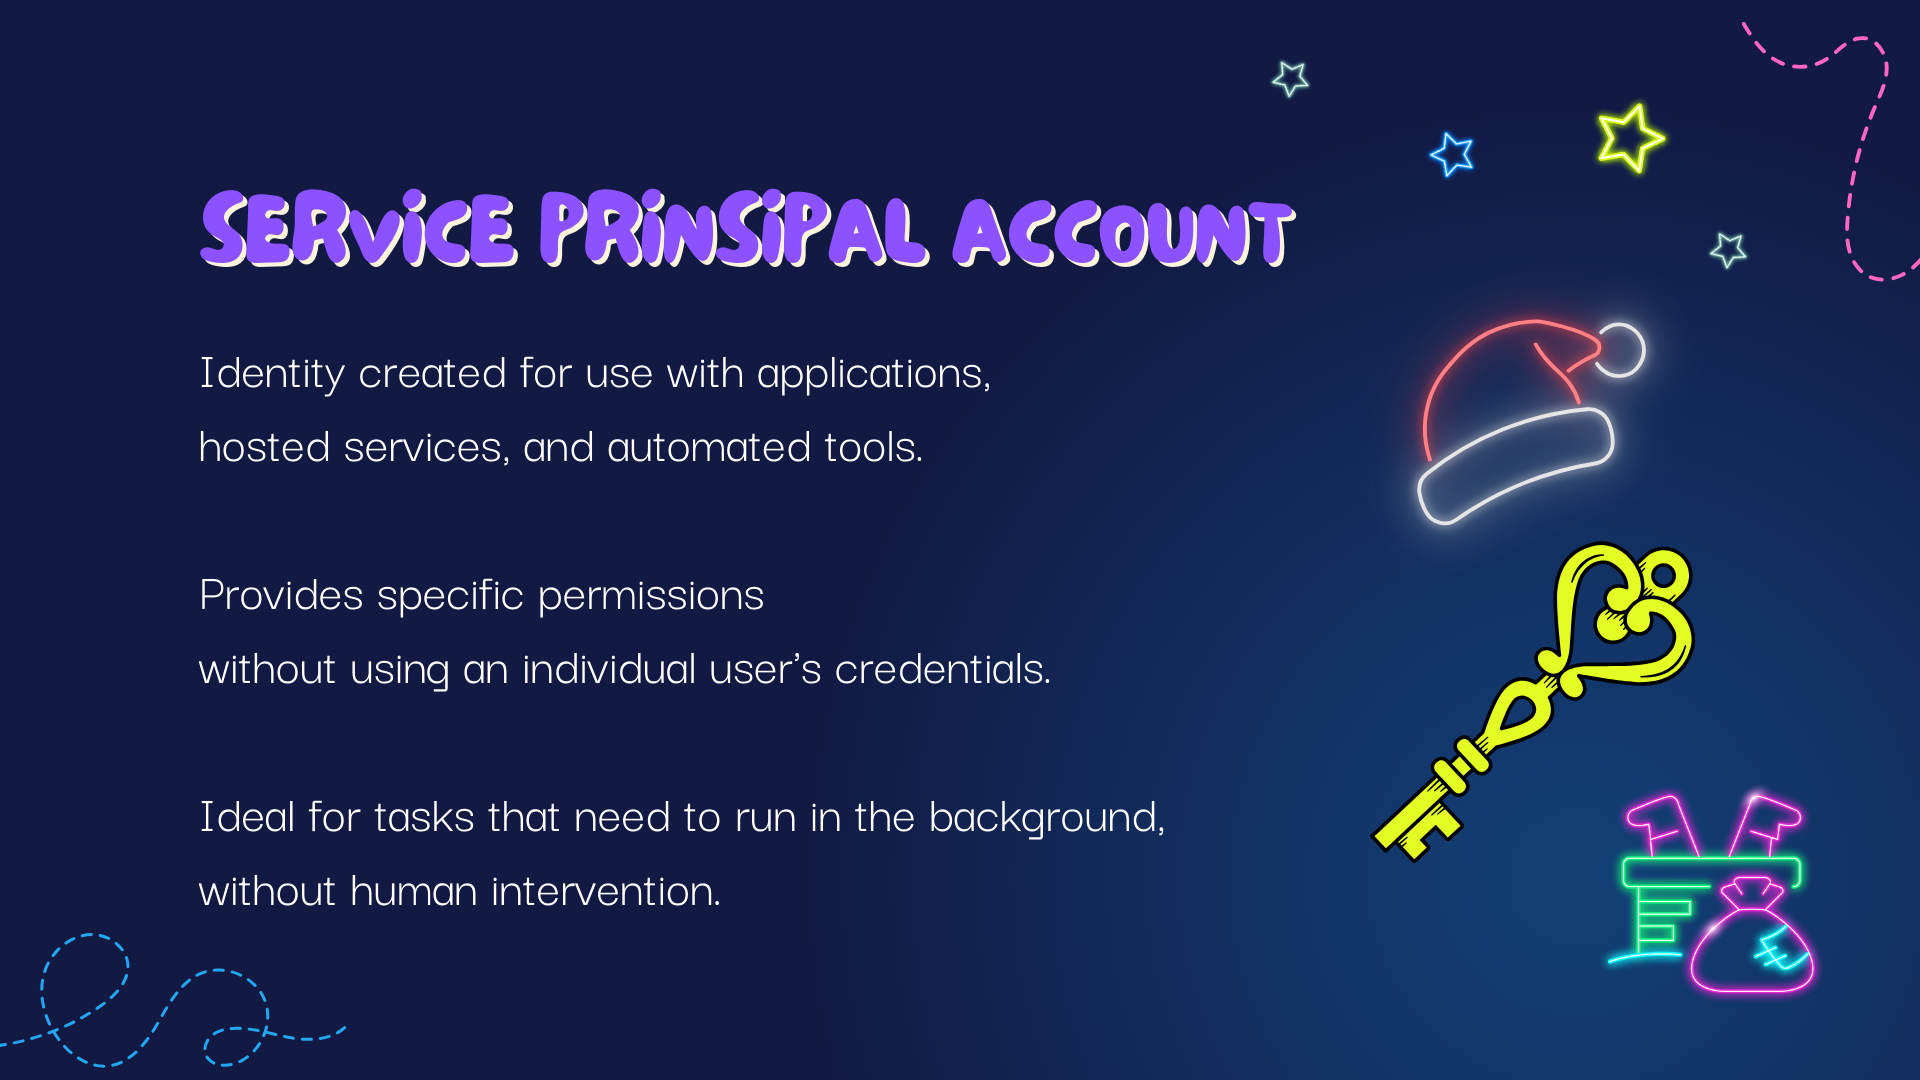 SERViCE PRiNSiPAL ACCOUNT
Identity created for use with applications,
hosted services, and automated tools.
Provides specific permissions
without using an individual user’s credentials.
Ideal for tasks that need to run in the background,
without human intervention.